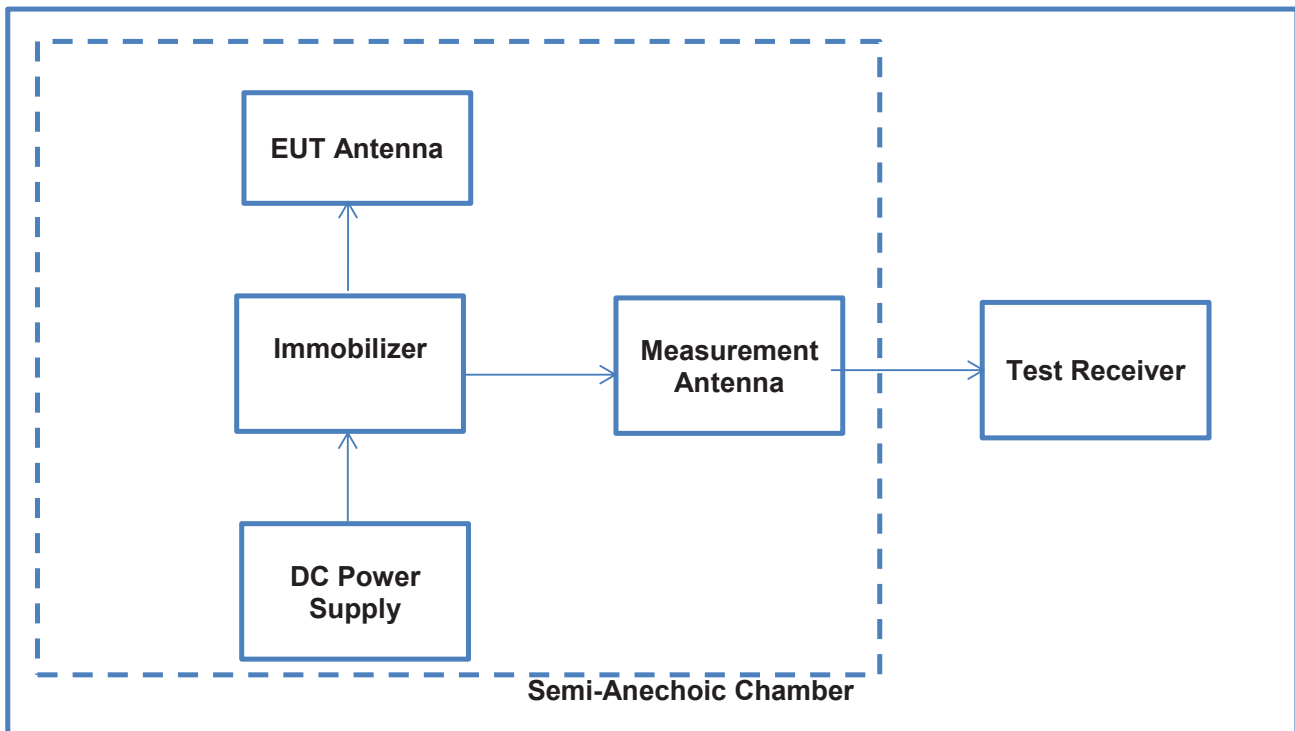 EUT Antenna
Immobilizer
Measurement
Antenna
Test Receiver
DC Power
Supply
Semi-Anechoic Chamber